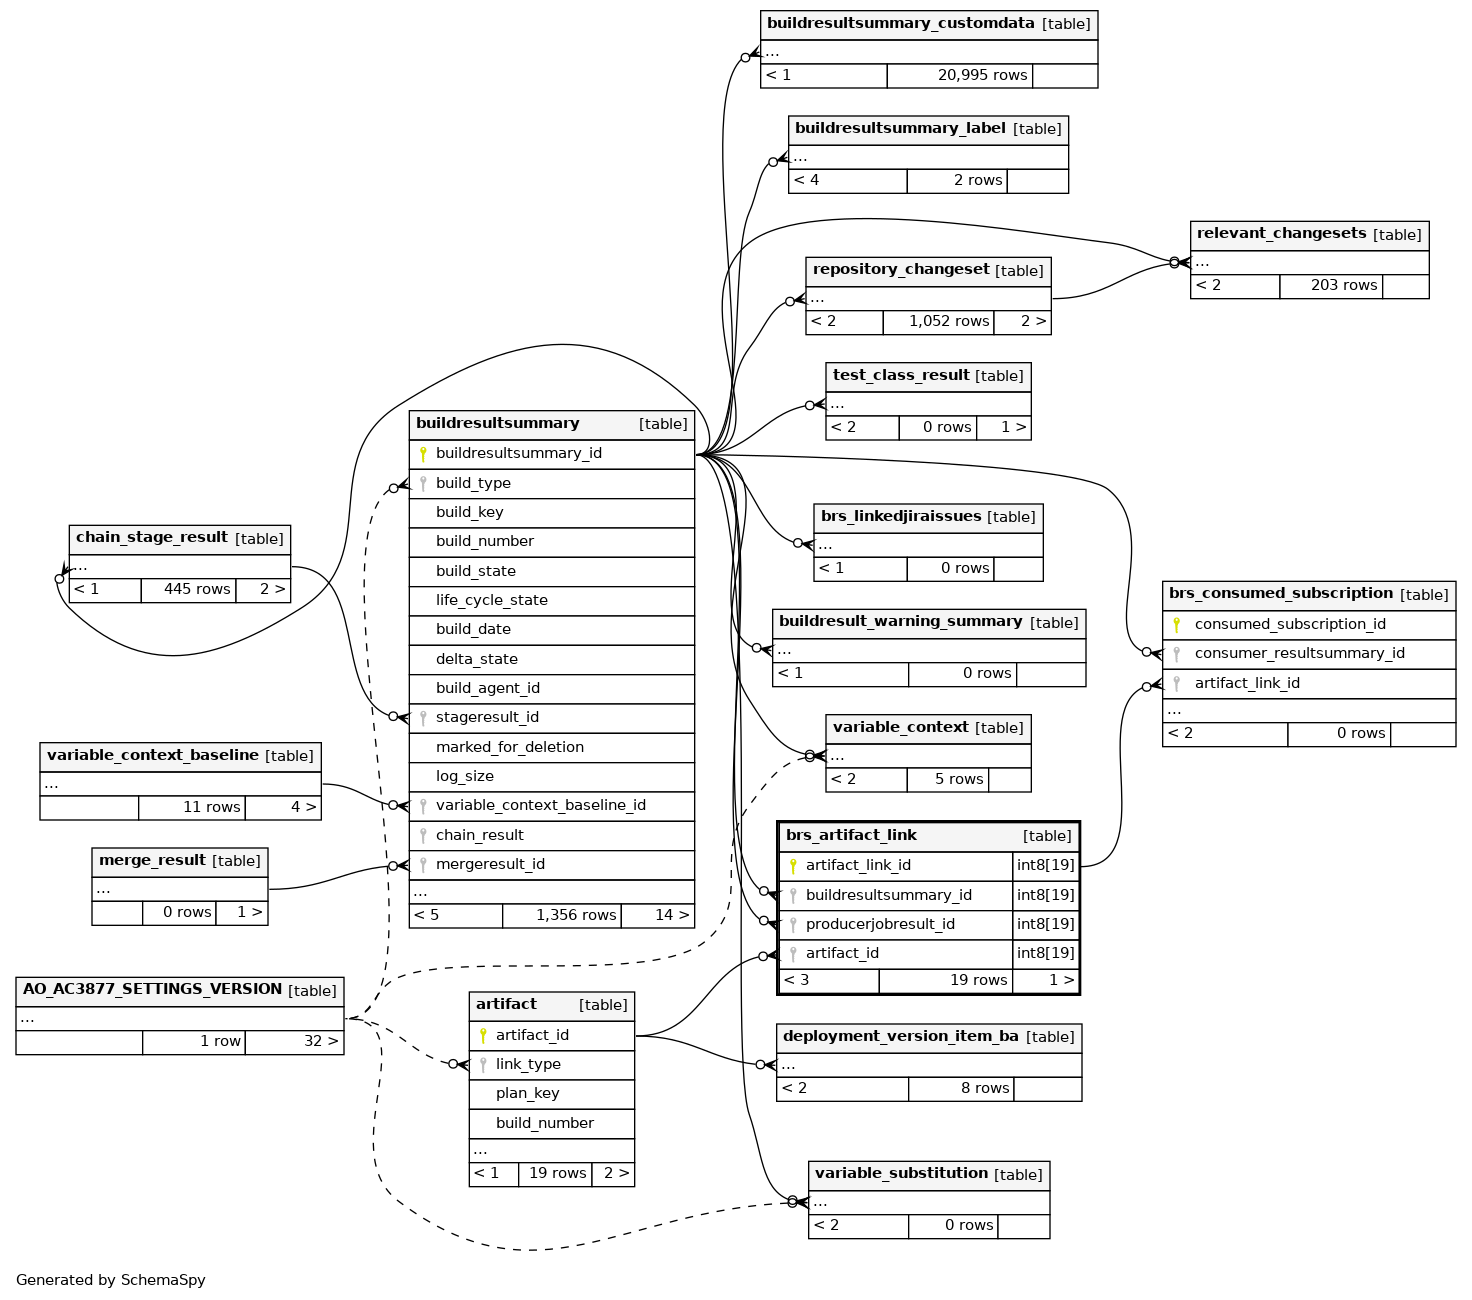 buildresultsummary_customdata [table]
...
< 1 20,995 rows
buildresultsummary_label [table]
...
< 4 2 rows
relevant_changesets [table]
...
< 2 203 rows
repository_changeset [table]
...
< 2 1,052 rows 2 >
test_class_result [table]
...
< 2 0 rows 1 >
buildresultsummary [table]
buildresultsummary_id
build_type
build_key
build_number
build_state
life_cycle_state
build_date
delta_state
build_agent_id
stageresult_id
marked_for_deletion
log_size
variable_context_baseline_id
chain_result
mergeresult_id
...
< 5 1,356 rows 14 >
brs_linkedjiraissues [table]
...
< 1 0 rows
chain_stage_result [table]
...
< 1 445 rows 2 >
brs_consumed_subscription [table]
consumed_subscription_id
consumer_resultsummary_id
artifact_link_id
...
< 2 0 rows
buildresult_warning_summary [table]
...
< 1 0 rows
variable_context [table]
...
< 2 5 rows
variable_context_baseline [table]
...
11 rows 4 >
brs_artifact_link [table]
artifact_link_id int8[19]
buildresultsummary_id int8[19]
producerjobresult_id int8[19]
artifact_id int8[19]
< 3 19 rows 1 >
merge_result [table]
...
0 rows 1 >
AO_AC3877_SETTINGS_VERSION [table]
...
1 row 32 >
artifact [table]
artifact_id
link_type
plan_key
build_number
...
< 1 19 rows 2 >
deployment_version_item_ba [table]
...
< 2 8 rows
variable_substitution [table]
...
< 2 0 rows
Generated by SchemaSpy